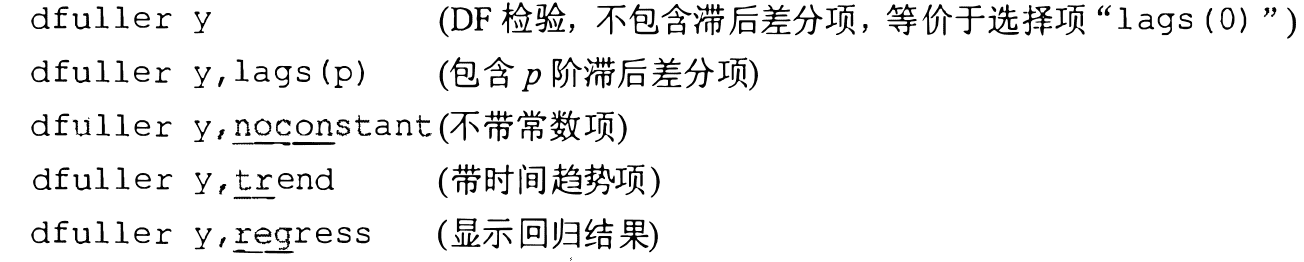 dfuller y (DF 检验，不包含滞后差分项，等价于选择项“lags(0)”)
dfuller y,lags(p) (包含 p 阶滞后差分项)
dfuller y,noconstant(不带常数项)
dfuller y,trend (带时间趋势项)
dfuller y,regress (显示回归结果)